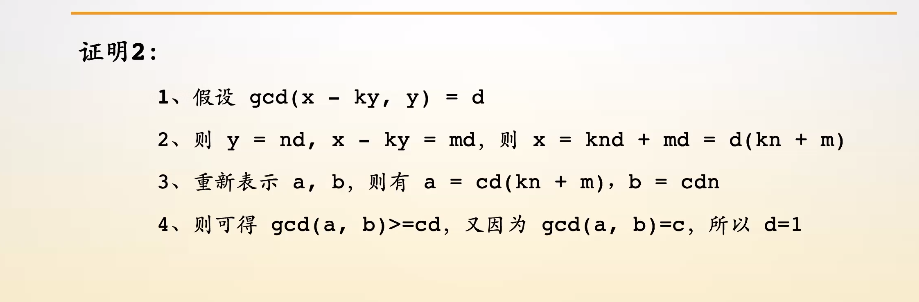 证明2:
1、假设 gcd(x - ky, y) = d
2、则 y = nd, x - ky = md, 则 x = knd + md = d(kn + m)
3、重新表示 a, b, 则有 a = cd(kn + m), b = cdn
4、则可得 gcd(a, b)>=cd, 又因为 gcd(a, b)=c, 所以 d=1